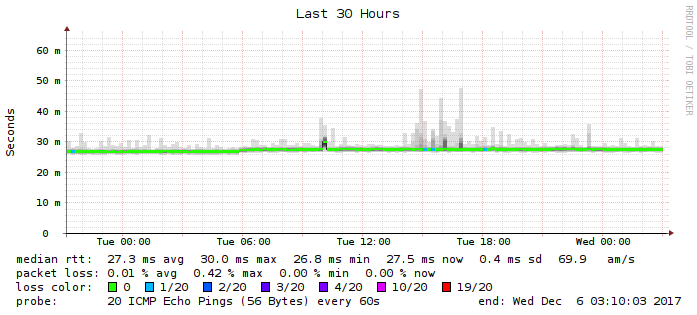 Last 30 Hours
RRDTOOL / TOBI OETIKER
Seconds
60 m
50 m
40 m
30 m
20 m
10 m
0
Tue 00:00 Tue 06:00 Tue 12:00 Tue 18:00 Wed 00:00
median rtt: 27.3 ms avg 30.0 ms max 26.8 ms min 27.5 ms now 0.4 ms sd 69.9 am/s
packet loss: 0.01 % avg 0.42 % max 0.00 % min 0.00 % now
loss color: 0 1/20 2/20 3/20 4/20 10/20 19/20
probe: 20 ICMP Echo Pings (56 Bytes) every 60s end: Wed Dec 6 03:10:03 2017